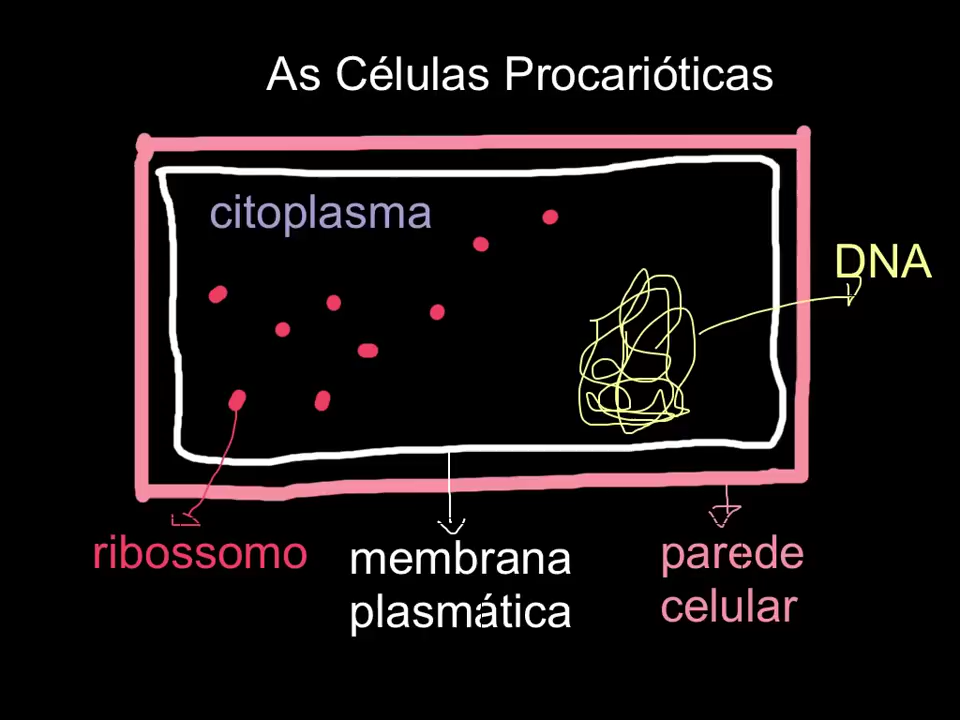 As Células Procarióticas
citoplasma
DNA
ribossomo
membrana
plasmática
parede
celular